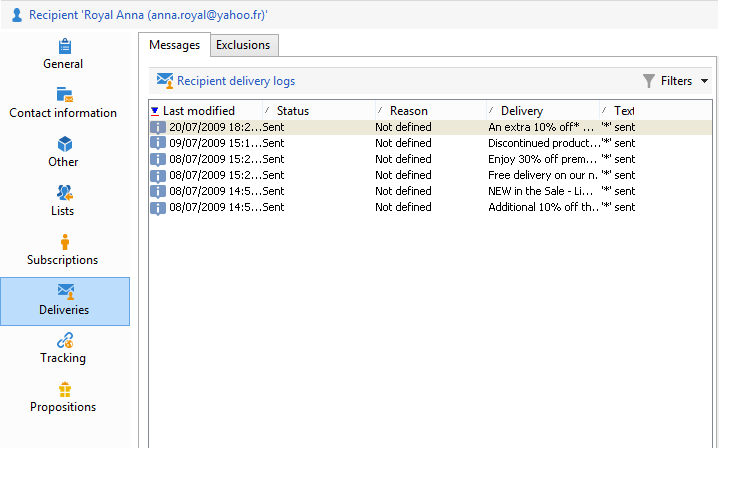 Recipient 'Royal Anna (anna.royal@yahoo.fr)'
General
Contact information
Other
Lists
Subscriptions
Deliveries
Tracking
Propositions
Messages Exclusions
Recipient delivery logs Filters
Last modified Status Reason Delivery Text
20/07/2009 18:2... Sent Not defined An extra 10% off* ... '*' sent
09/07/2009 15:1... Sent Not defined Discontinued product... '*' sent
08/07/2009 15:2... Sent Not defined Enjoy 30% off prem... '*' sent
08/07/2009 15:2... Sent Not defined Free delivery on our n. '*' sent
08/07/2009 14:5... Sent Not defined NEW in the Sale - Li... '*' sent
08/07/2009 14:5... Sent Not defined Additional 10% off th.. '*' sent